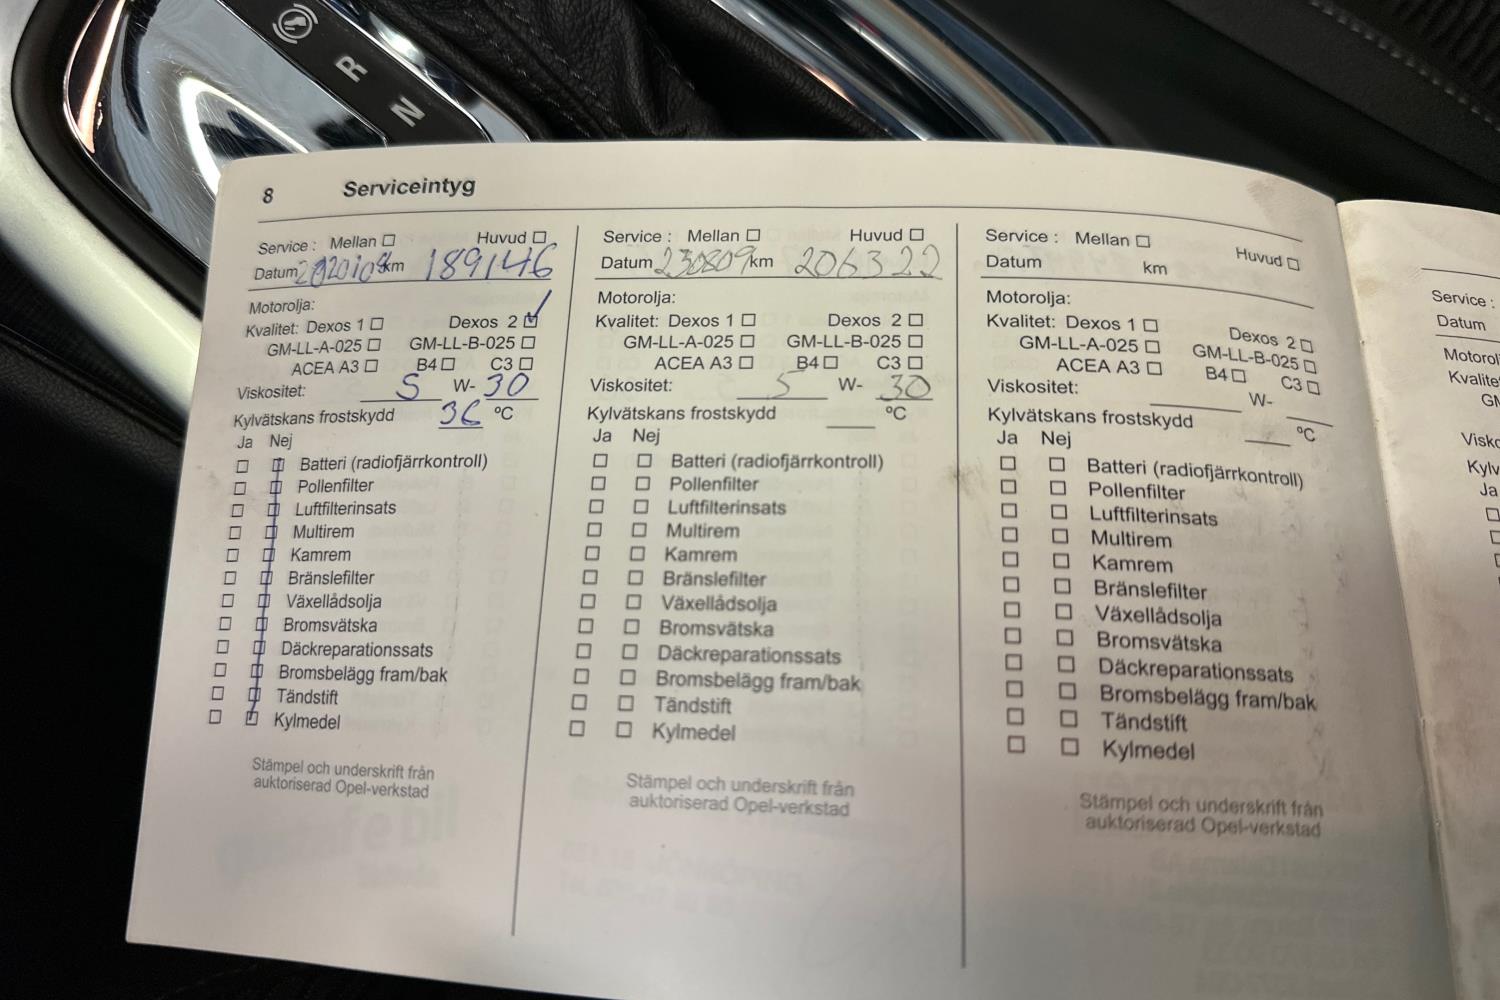 R
N
8 Serviceintyg
Service : Mellan ☐ Huvud ☐
Datum km 189146
Motorolja:
Kvalitet: Dexos 1 ☐ Dexos 2 ☑
GM-LL-A-025 ☐ GM-LL-B-025 ☐
ACEA A3 ☐ B4 ☐ C3 ☐
Viskositet: 5 W- 30
Kylvätskans frostskydd 36 °C
Ja Nej
☐ ☐ Batteri (radiofjärrkontroll)
☐ ☐ Pollenfilter
☐ ☐ Luftfilterinsats
☐ ☐ Multirem
☐ ☐ Kamrem
☐ ☐ Bränslefilter
☐ ☐ Växellådsolja
☐ ☐ Bromsvätska
☐ ☐ Däckreparationssats
☐ ☐ Bromsbelägg fram/bak
☐ ☐ Tändstift
☐ ☐ Kylmedel
Stämpel och underskrift från
auktoriserad Opel-verkstad
Service : Mellan ☐ Huvud ☐
Datum 230809 km 206322
Motorolja:
Kvalitet: Dexos 1 ☐ Dexos 2 ☐
GM-LL-A-025 ☐ GM-LL-B-025 ☐
ACEA A3 ☐ B4 ☐ C3 ☐
Viskositet: 5 W- 30
Kylvätskans frostskydd °C
Ja Nej
☐ ☐ Batteri (radiofjärrkontroll)
☐ ☐ Pollenfilter
☐ ☐ Luftfilterinsats
☐ ☐ Multirem
☐ ☐ Kamrem
☐ ☐ Bränslefilter
☐ ☐ Växellådsolja
☐ ☐ Bromsvätska
☐ ☐ Däckreparationssats
☐ ☐ Bromsbelägg fram/bak
☐ ☐ Tändstift
☐ ☐ Kylmedel
Stämpel och underskrift från
auktoriserad Opel-verkstad
Service : Mellan ☐ Huvud ☐
Datum km
Motorolja:
Kvalitet: Dexos 1 ☐ Dexos 2 ☐
GM-LL-A-025 ☐ GM-LL-B-025 ☐
ACEA A3 ☐ B4 ☐ C3 ☐
Viskositet: W-
Kylvätskans frostskydd °C
Ja Nej
☐ ☐ Batteri (radiofjärrkontroll)
☐ ☐ Pollenfilter
☐ ☐ Luftfilterinsats
☐ ☐ Multirem
☐ ☐ Kamrem
☐ ☐ Bränslefilter
☐ ☐ Växellådsolja
☐ ☐ Bromsvätska
☐ ☐ Däckreparationssats
☐ ☐ Bromsbelägg fram/bak
☐ ☐ Tändstift
☐ ☐ Kylmedel
Stämpel och underskrift från
auktoriserad Opel-verkstad
Service :
Datum
Ja